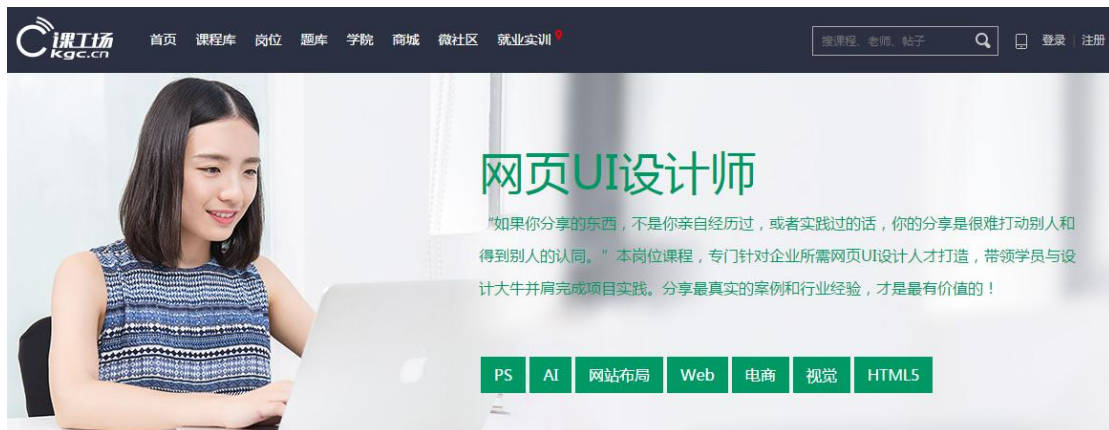 课工场
kgc.cn
首页 课程库 岗位 题库 学院 商城 微社区 就业实训
搜课程、老师、帖子
登录 | 注册
网页UI设计师
“如果你分享的东西，不是你亲自经历过，或者实践过的话，你的分享是很难打动别人和
得到别人的认同。”本岗位课程，专门针对企业所需网页UI设计人才打造，带领学员与设
计大牛并肩完成项目实践。分享最真实的案例和行业经验，才是最有价值的！
PS AI 网站布局 Web 电商 视觉 HTML5